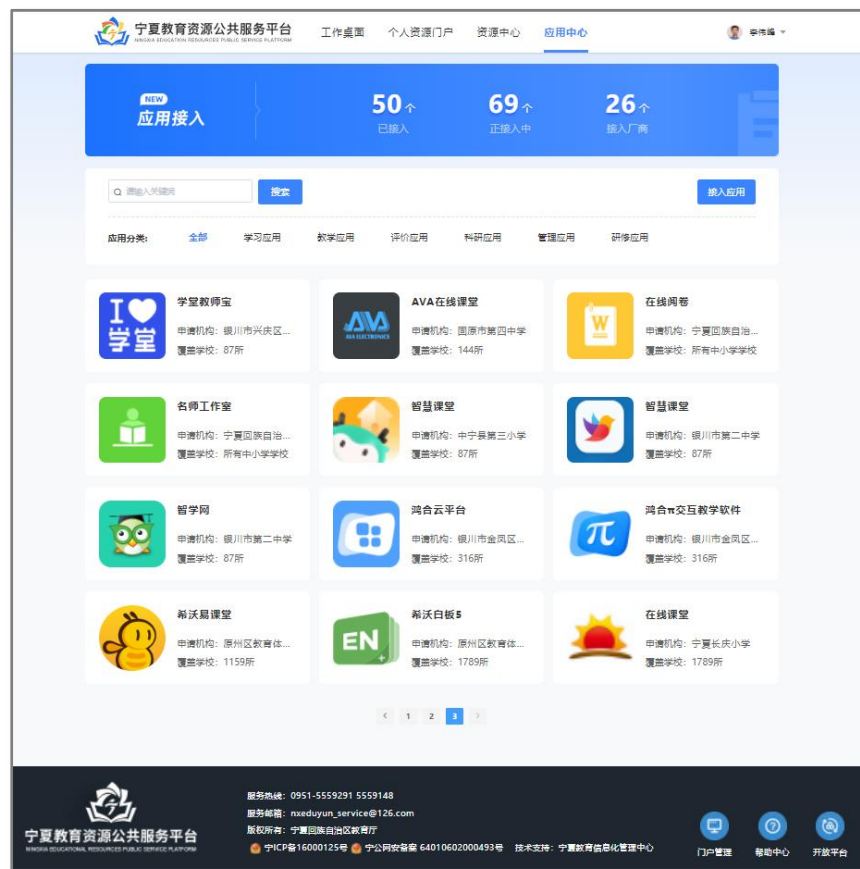 宁夏教育资源公共服务平台
NINGXIA EDUCATION RESOURCES PUBLIC SERVICE PLATFORM
工作桌面 个人资源门户 资源中心 应用中心
NEW
应用接入
50个 69个 26个
已接入 正接入中 接入厂商
请输入关键词 搜索 接入应用
应用分类: 全部 学习应用 教学应用 评价应用 科研应用 管理应用 研修应用
I
学堂
学堂教师宝
申请机构: 银川市兴庆区...
覆盖学校: 87所
AVA
AVA ELECTRONICS
AVA在线课堂
申请机构: 固原市第四中学
覆盖学校: 144所
W
在线阅卷
申请机构: 宁夏回族自治...
覆盖学校: 所有中小学学校
名师工作室
申请机构: 宁夏回族自治...
覆盖学校: 所有中小学学校
智慧课堂
申请机构: 中宁县第三小学
覆盖学校: 87所
智慧课堂
申请机构: 银川市第二中学
覆盖学校: 87所
智学网
申请机构: 银川市第二中学
覆盖学校: 87所
鸿合云平台
申请机构: 银川市金凤区...
覆盖学校: 316所
π
鸿合π交互教学软件
申请机构: 银川市金凤区...
覆盖学校: 316所
希沃易课堂
申请机构: 原州区教育体...
覆盖学校: 1159所
EN
希沃白板5
申请机构: 原州区教育体...
覆盖学校: 1789所
在线课堂
申请机构: 宁夏长庆小学
覆盖学校: 1789所
< 1 2 3 >
宁夏教育资源公共服务平台
NINGXIA EDUCATIONAL RESOURCES PUBLIC SERVICE PLATFORM
服务热线: 0951-5559291 5559148
服务邮箱: nxeduyun_service@126.com
版权所有: 宁夏回族自治区教育厅
宁ICP备16000125号 宁公网安备案 64010602000493号 技术支持: 宁夏教育信息化管理中心
门户管理 帮助中心 开放平台